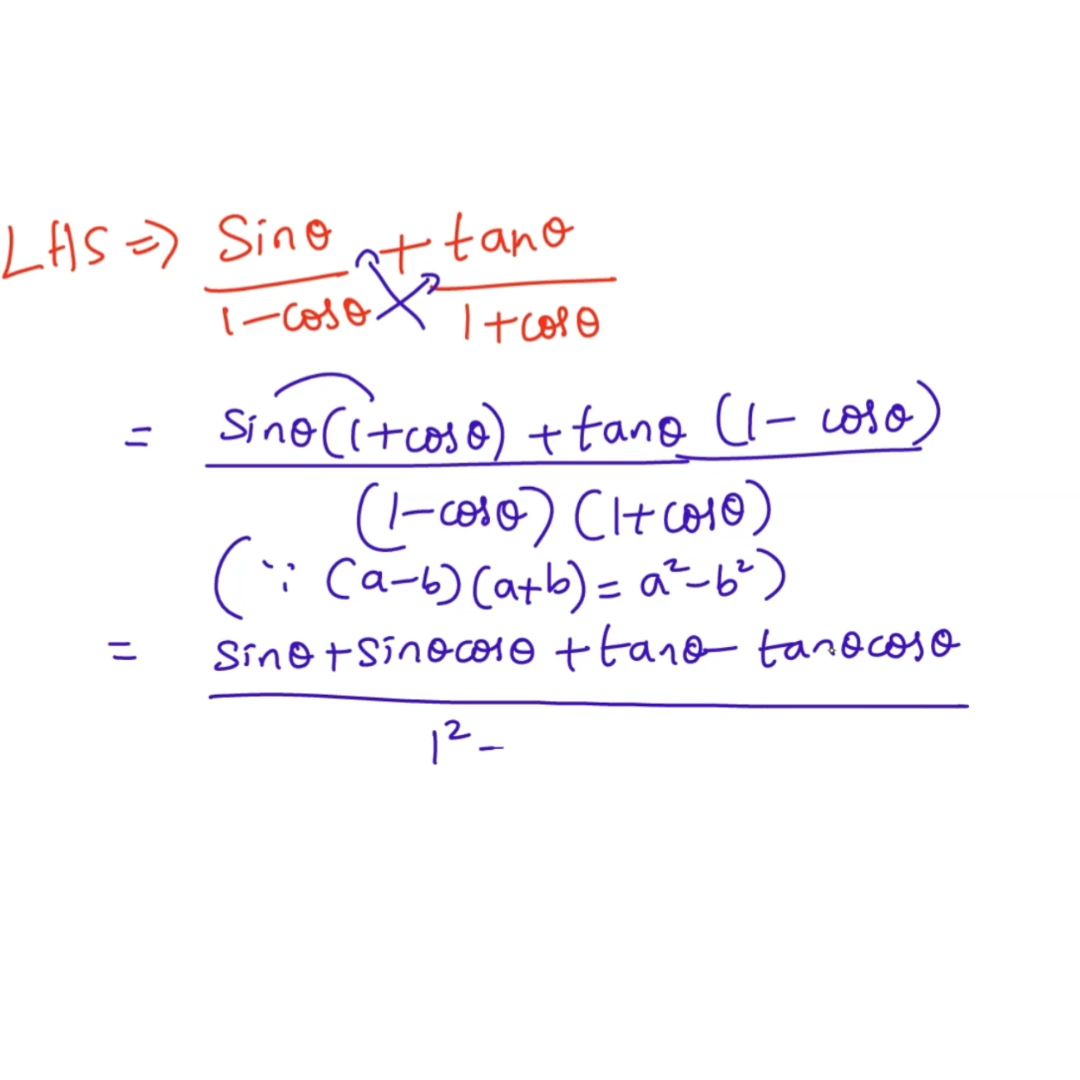 LHS => sinθ + tanθ
1-cosθ 1+cosθ
= sinθ(1+cosθ) + tanθ (1- cosθ)
(1-cosθ) (1+cosθ)
(∵ (a-b)(a+b) = a²-b²)
= sinθ+sinθcosθ +tanθ- tanθcosθ
1² -